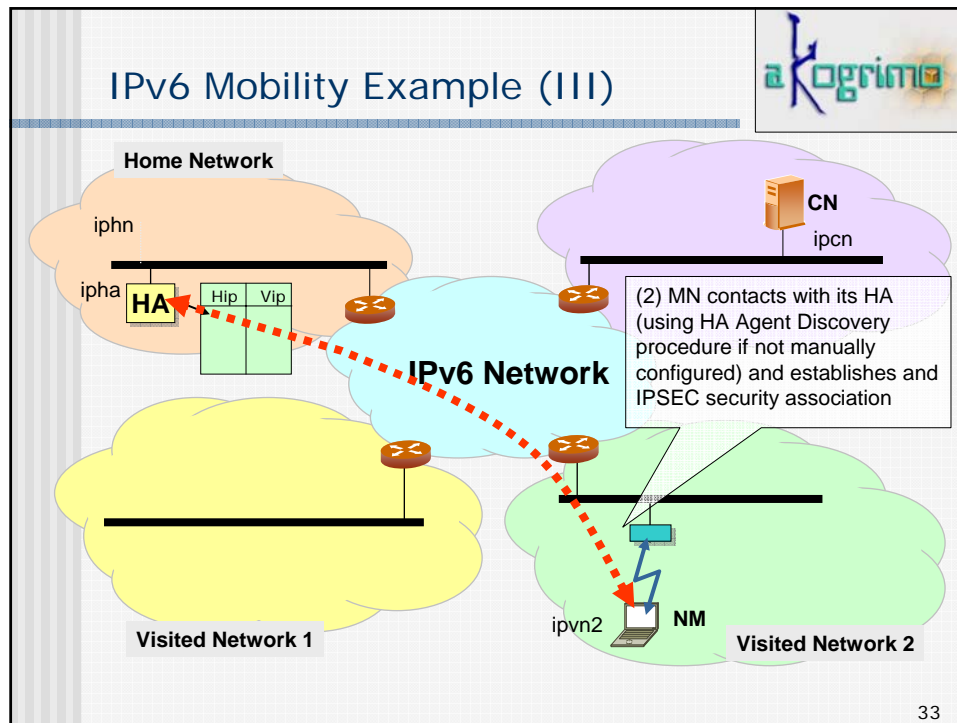 IPv6 Mobility Example (III)
akogrimo
Home Network
iphn
ipha
HA
Hip Vip
CN
ipcn
(2) MN contacts with its HA
(using HA Agent Discovery
procedure if not manually
configured) and establishes and
IPSEC security association
IPv6 Network
Visited Network 1
ipvn2
NM
Visited Network 2
33